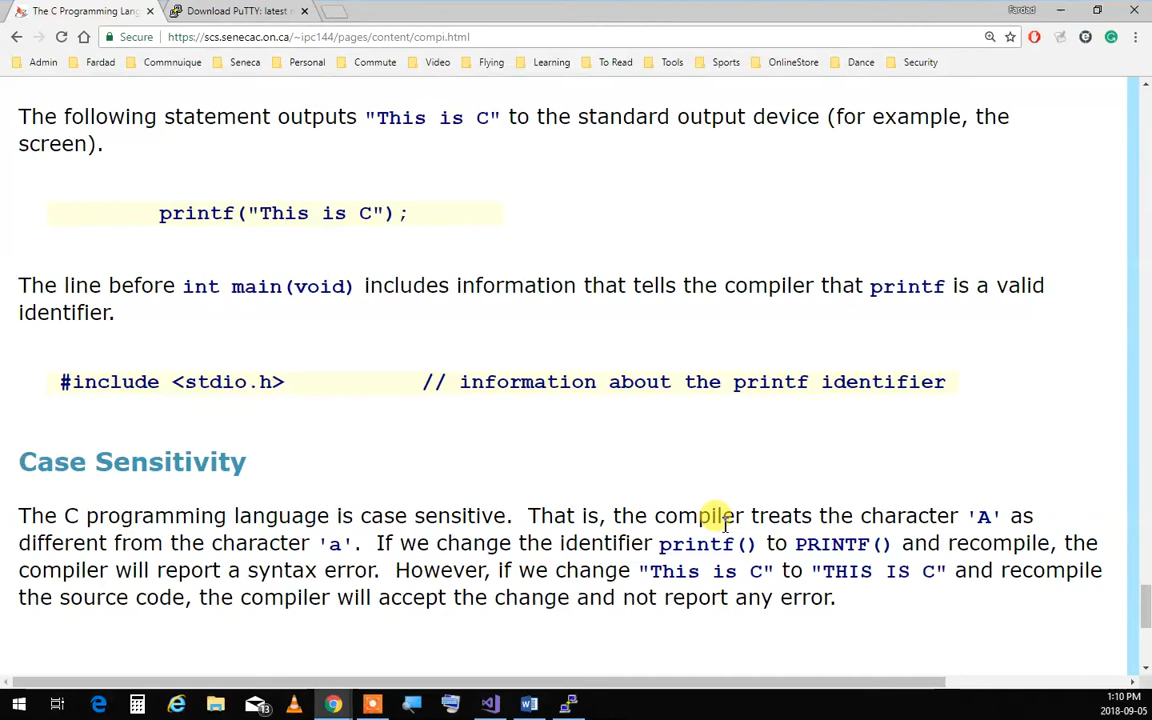 The C Programming Lang
Download PuTTY: latest r
Fardad
Secure
https://scs.senecac.on.ca/~ipc144/pages/content/compi.html
Admin
Fardad
Commnuique
Seneca
Personal
Commute
Video
Flying
Learning
To Read
Tools
Sports
OnlineStore
Dance
Security
The following statement outputs "This is C" to the standard output device (for example, the
screen).
printf("This is C");
The line before int main(void) includes information that tells the compiler that printf is a valid
identifier.
#include <stdio.h> // information about the printf identifier
Case Sensitivity
The C programming language is case sensitive. That is, the compiler treats the character 'A' as
different from the character 'a'. If we change the identifier printf() to PRINTF() and recompile, the
compiler will report a syntax error. However, if we change "This is C" to "THIS IS C" and recompile
the source code, the compiler will accept the change and not report any error.
13
1:10 PM
2018-09-05